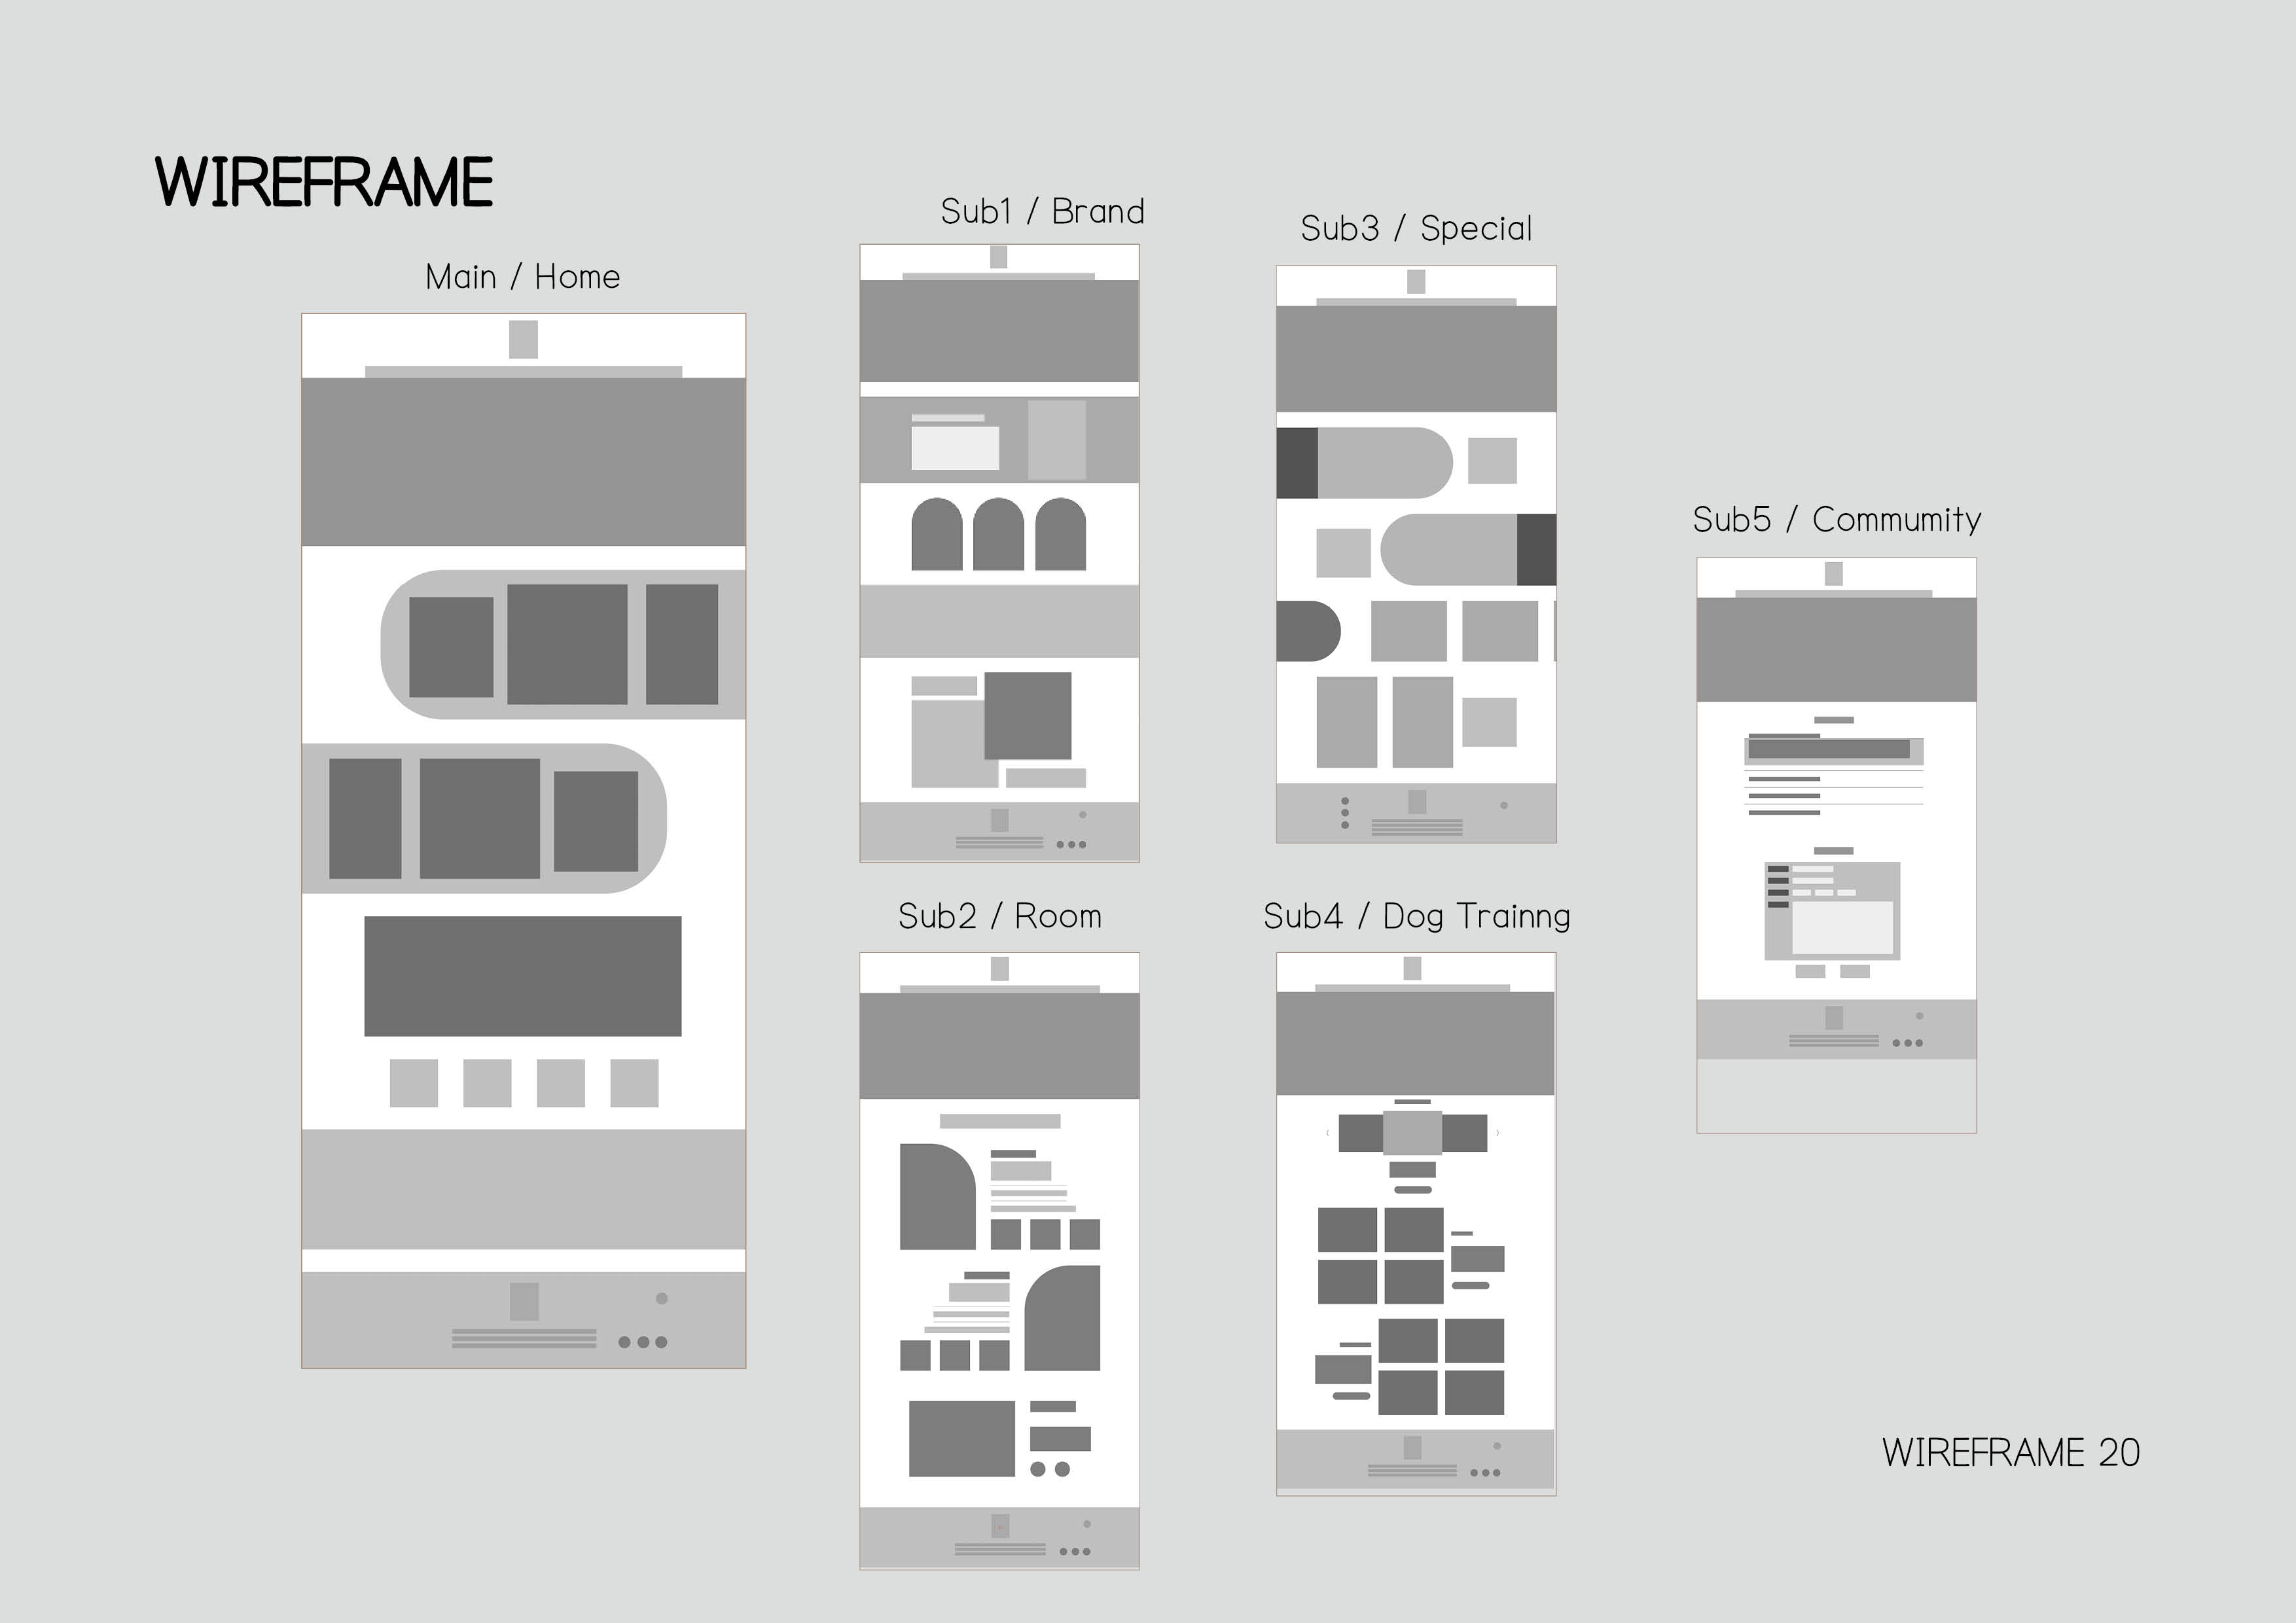 WIREFRAME
Main / Home
Sub1 / Brand
Sub3 / Special
Sub5 / Commumity
Sub2 / Room
Sub4 / Dog Trainng
WIREFRAME 20